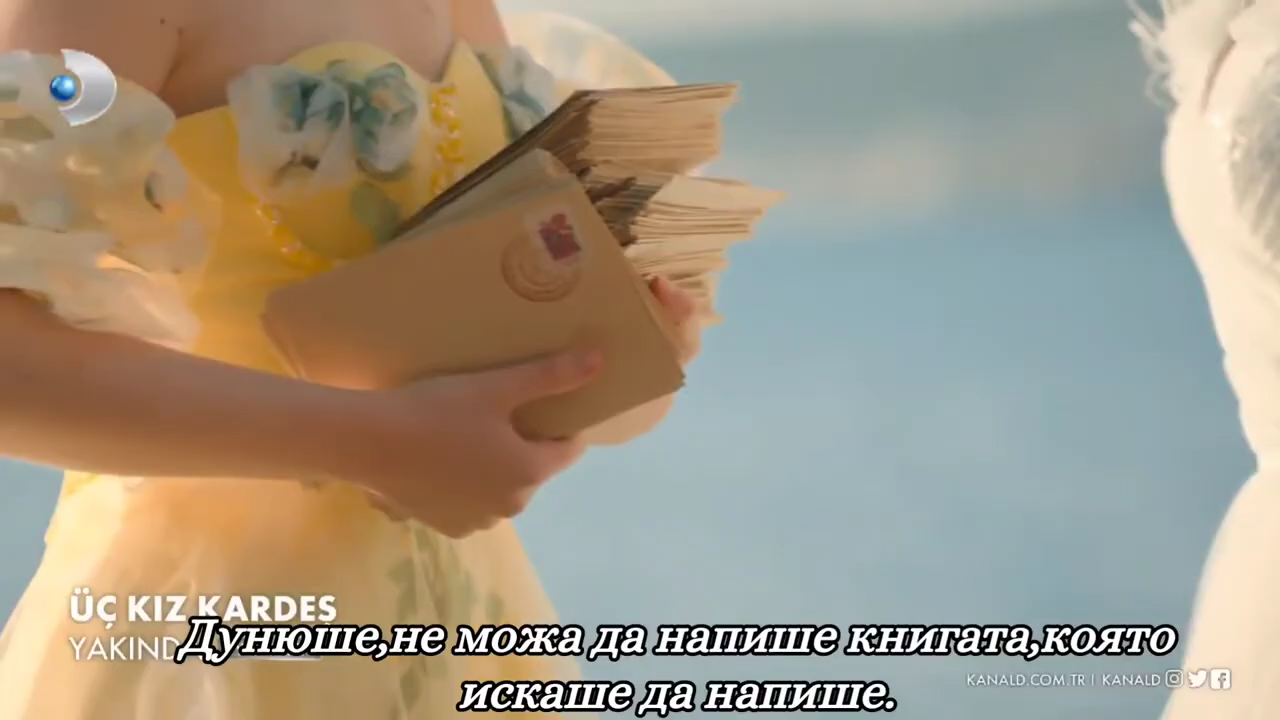 ÜÇ KIZ KARDEŞ
YAKIND
Дунюше,не можа да напише книгата,която
искаше да напише.
KANALD.COM.TR | KANALD